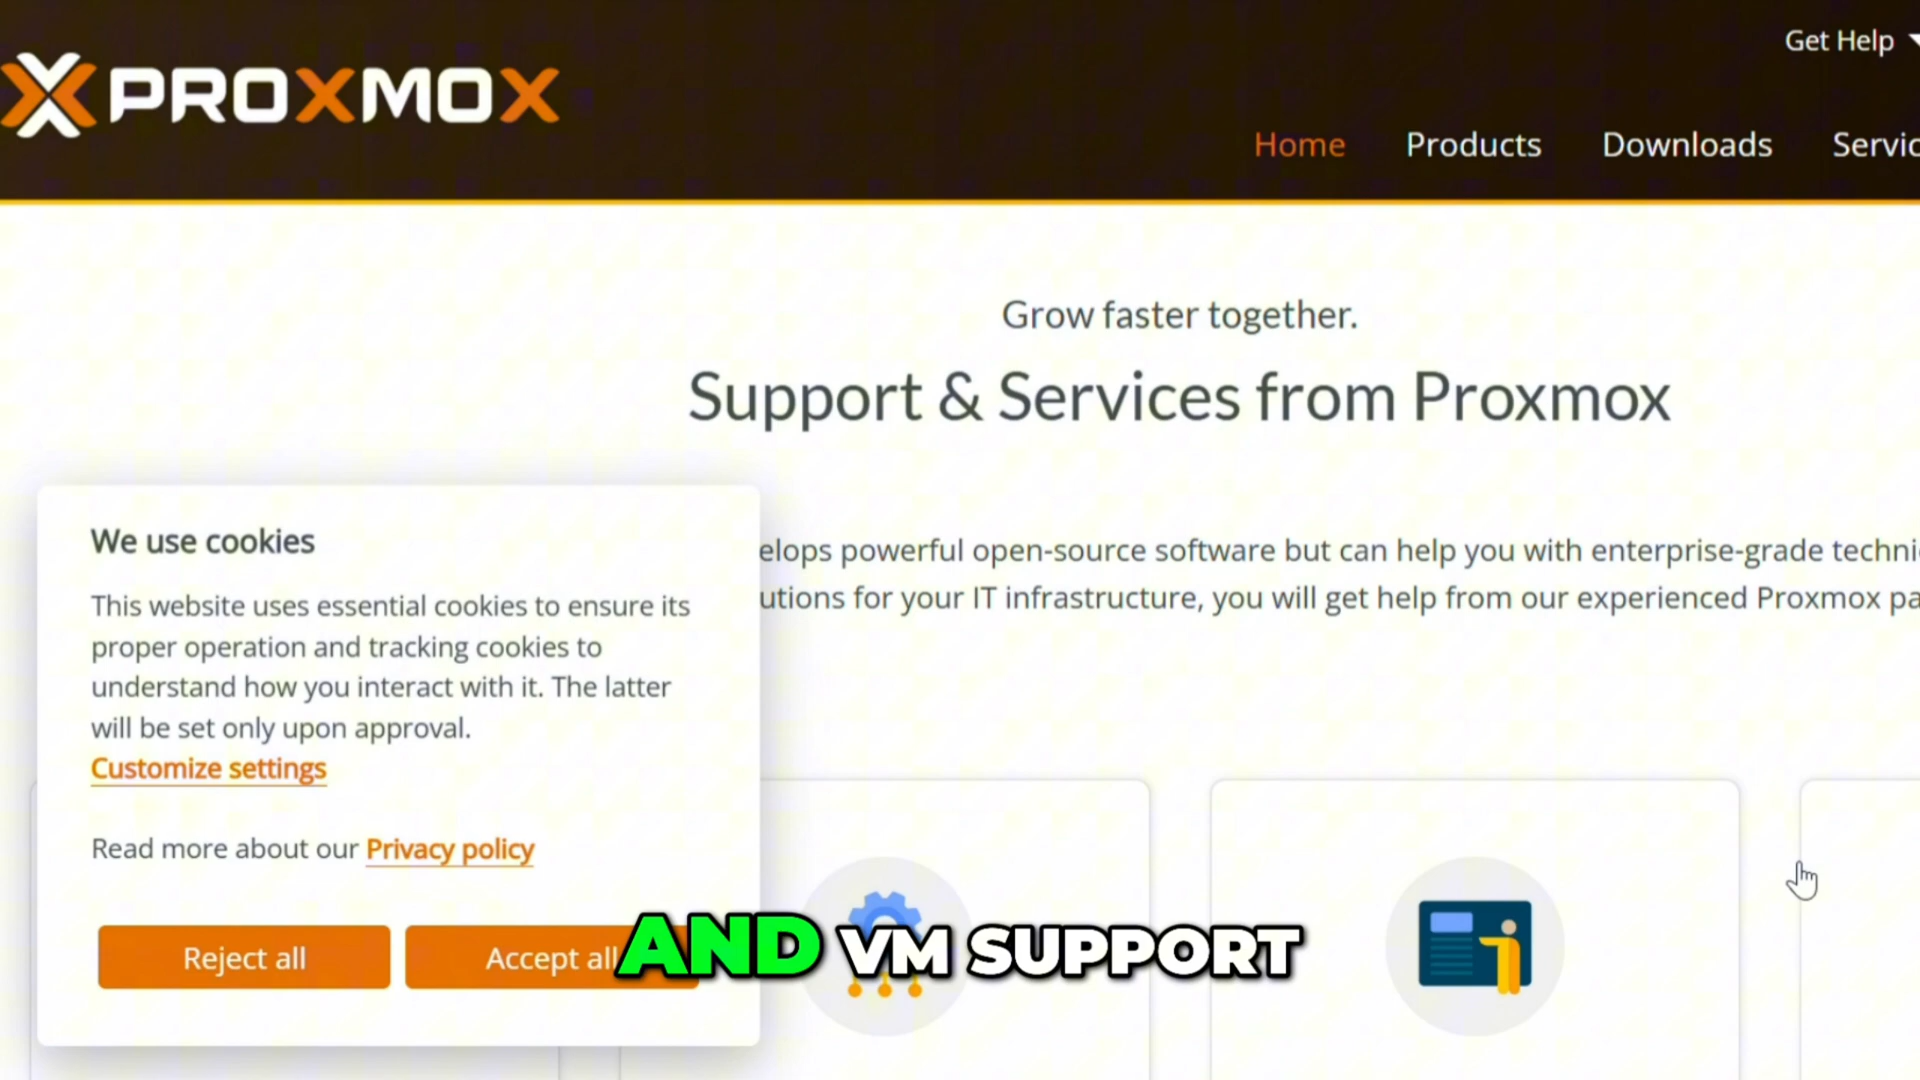 Get Help
PROXMOX
Home Products Downloads Servic
Grow faster together.
Support & Services from Proxmox
elops powerful open-source software but can help you with enterprise-grade techni
utions for your IT infrastructure, you will get help from our experienced Proxmox pa
We use cookies
This website uses essential cookies to ensure its
proper operation and tracking cookies to
understand how you interact with it. The latter
will be set only upon approval.
Customize settings
Read more about our Privacy policy
Reject all Accept all
AND VM SUPPORT